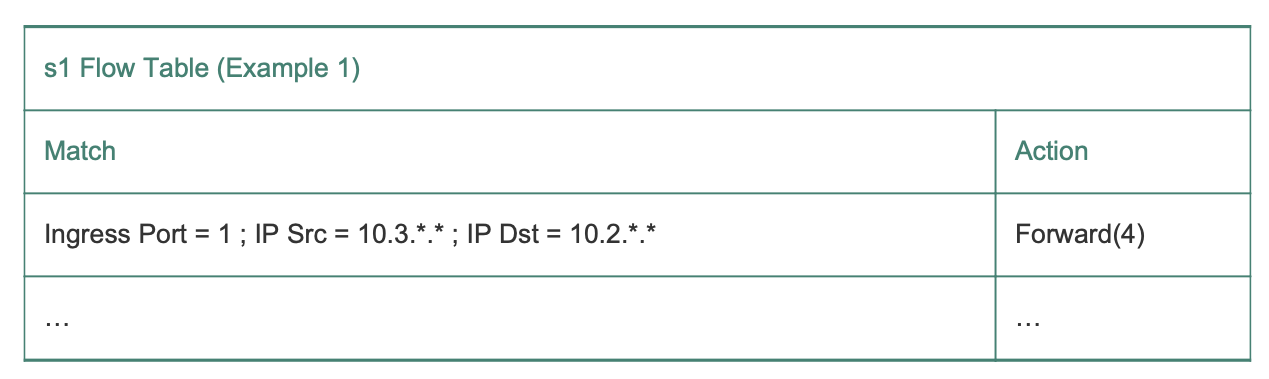 s1 Flow Table (Example 1)
Match Action
Ingress Port = 1 ; IP Src = 10.3.*.* ; IP Dst = 10.2.*.* Forward(4)
… …